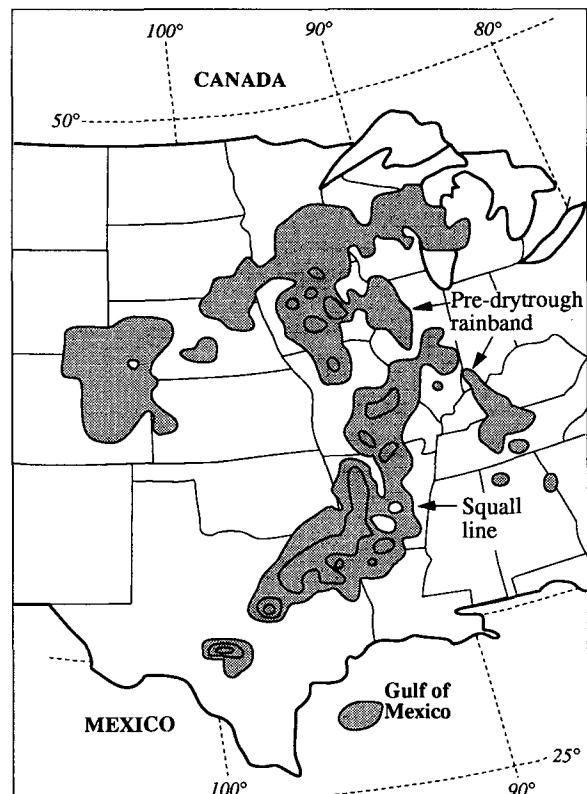 100°
90°
80°
CANADA
50°
Pre-drytrough
rainband
Squall
line
Gulf of
Mexico
MEXICO
25°
100°
90°